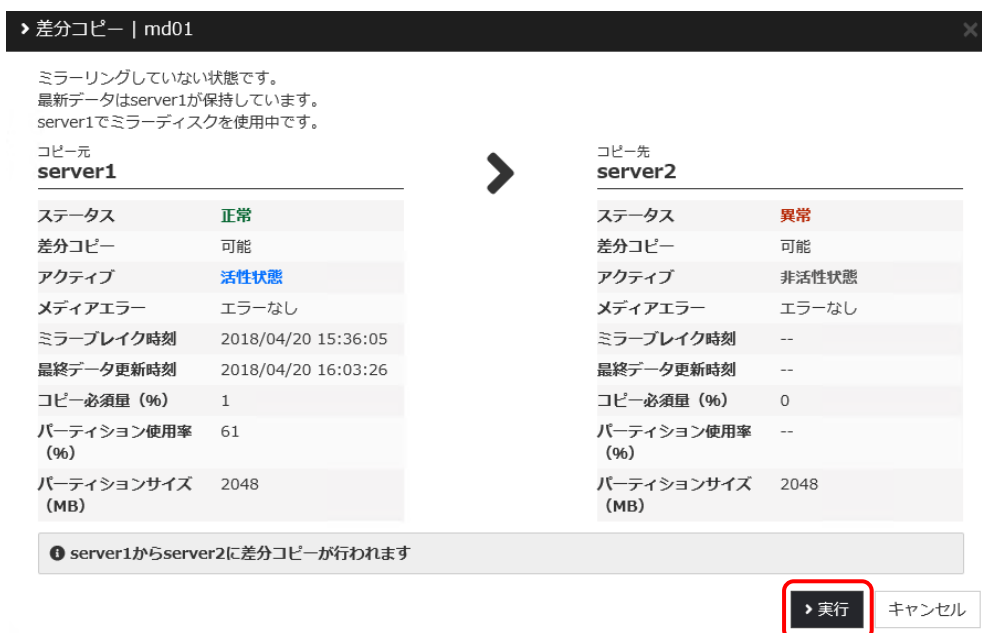 差分コピー | md01
ミラーリングしていない状態です。
最新データはserver1が保持しています。
server1でミラーディスクを使用中です。
コピー元
server1
ステータス 正常
差分コピー 可能
アクティブ 活性状態
メディアエラー エラーなし
ミラーブレイク時刻 2018/04/20 15:36:05
最終データ更新時刻 2018/04/20 16:03:26
コピー必須量（%） 1
パーティション使用率 61
（%）
パーティションサイズ 2048
（MB）
コピー先
server2
ステータス 異常
差分コピー 可能
アクティブ 非活性状態
メディアエラー エラーなし
ミラーブレイク時刻 --
最終データ更新時刻 --
コピー必須量（%） 0
パーティション使用率 --
（%）
パーティションサイズ 2048
（MB）
server1からserver2に差分コピーが行われます
実行 キャンセル